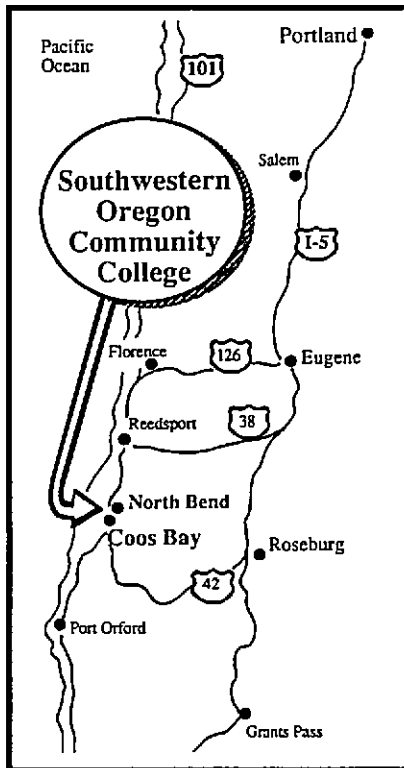 Pacific
Ocean
101
Portland
Salem
Southwestern
Oregon
Community
College
I-5
Florence
126
Eugene
Reedsport
38
North Bend
Coos Bay
Roseburg
42
Port Orford
Grants Pass